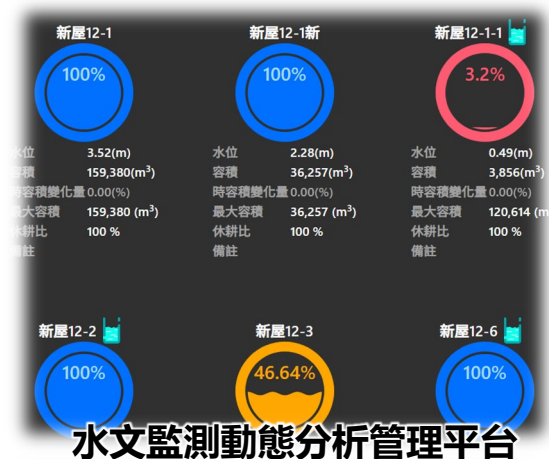 新屋12-1
新屋12-1新
新屋12-1-1
100%
100%
3.2%
水位 3.52(m)
水位 2.28(m)
水位 0.49(m)
容積 159,380(m³)
容積 36,257(m³)
容積 3,856(m³)
時容積變化量 0.00(%)
時容積變化量 0.00(%)
時容積變化量 0.00(%)
最大容積 159,380 (m³)
最大容積 36,257 (m³)
最大容積 120,614 (m
休耕比 100 %
休耕比 100 %
休耕比 100 %
備註
備註
備註
新屋12-2
新屋12-3
新屋12-6
100%
46.64%
100%
水文監測動態分析管理平台